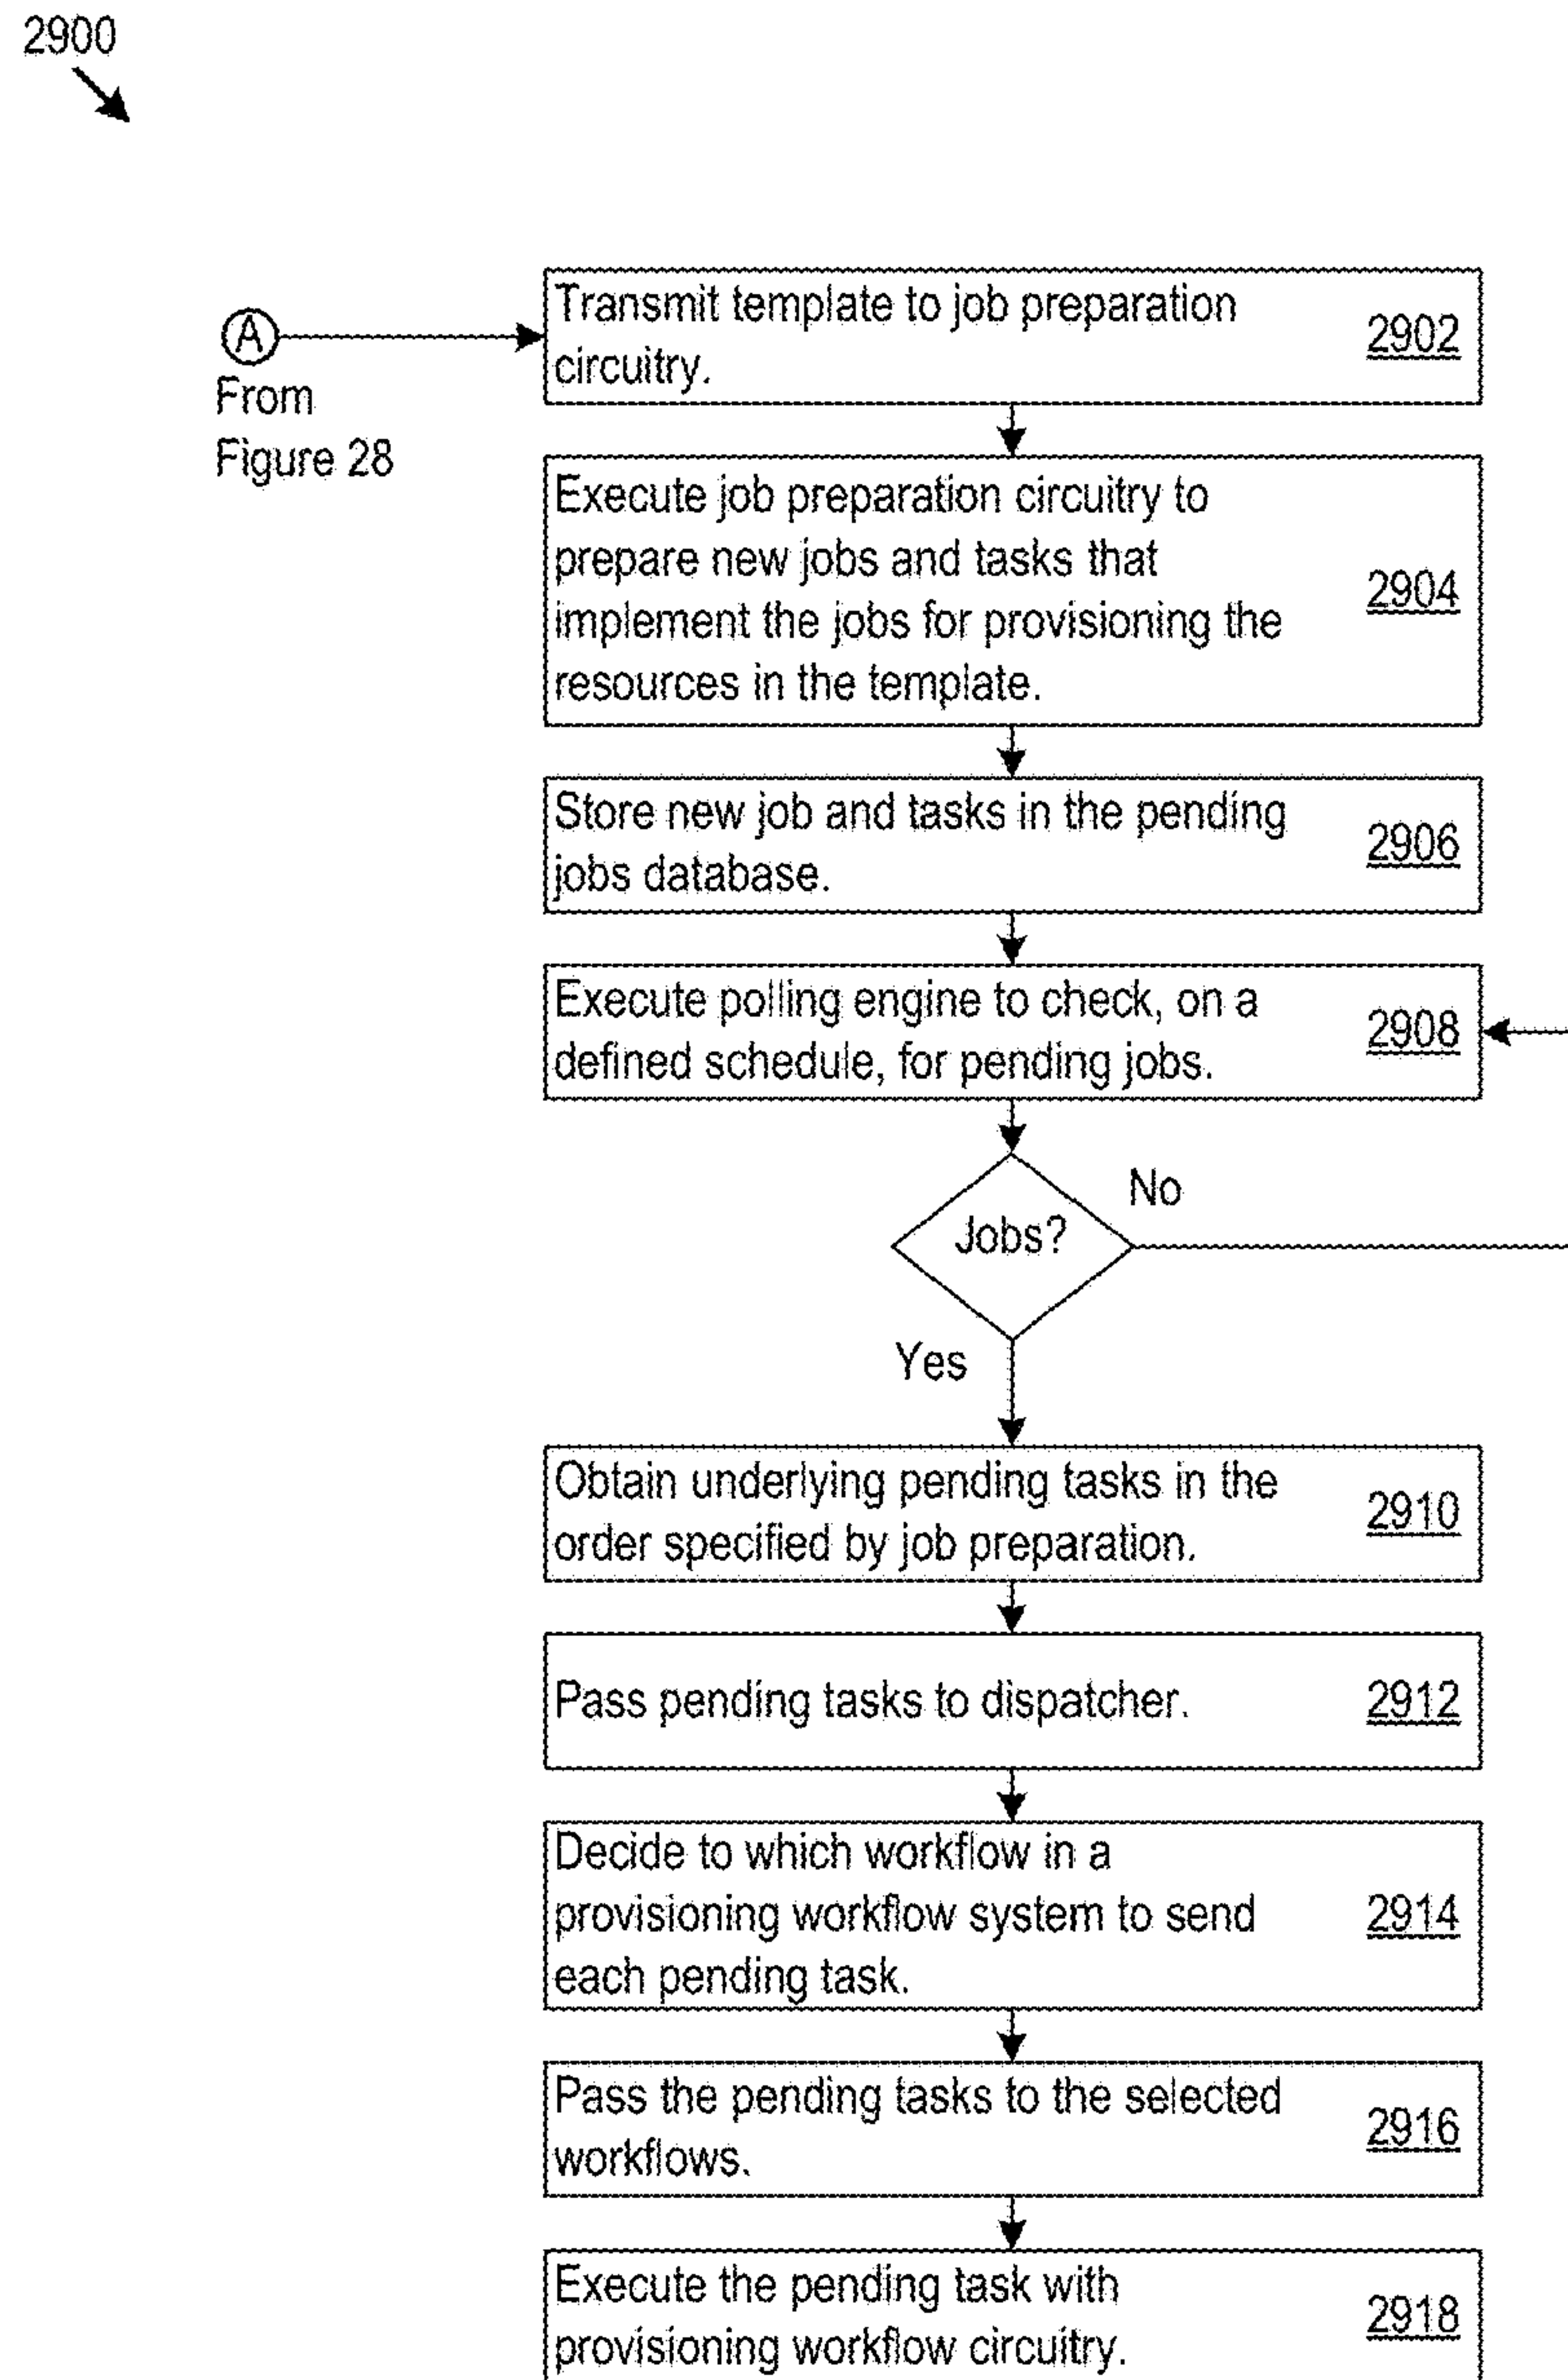 2900
A
From
Figure 28
Transmit template to job preparation
circuitry.
2902
Execute job preparation circuitry to
prepare new jobs and tasks that
implement the jobs for provisioning the
resources in the template.
2904
Store new job and tasks in the pending
jobs database.
2906
Execute polling engine to check, on a
defined schedule, for pending jobs.
2908
Jobs?
No
Yes
Obtain underlying pending tasks in the
order specified by job preparation.
2910
Pass pending tasks to dispatcher.
2912
Decide to which workflow in a
provisioning workflow system to send
each pending task.
2914
Pass the pending tasks to the selected
workflows.
2916
Execute the pending task with
provisioning workflow circuitry.
2918